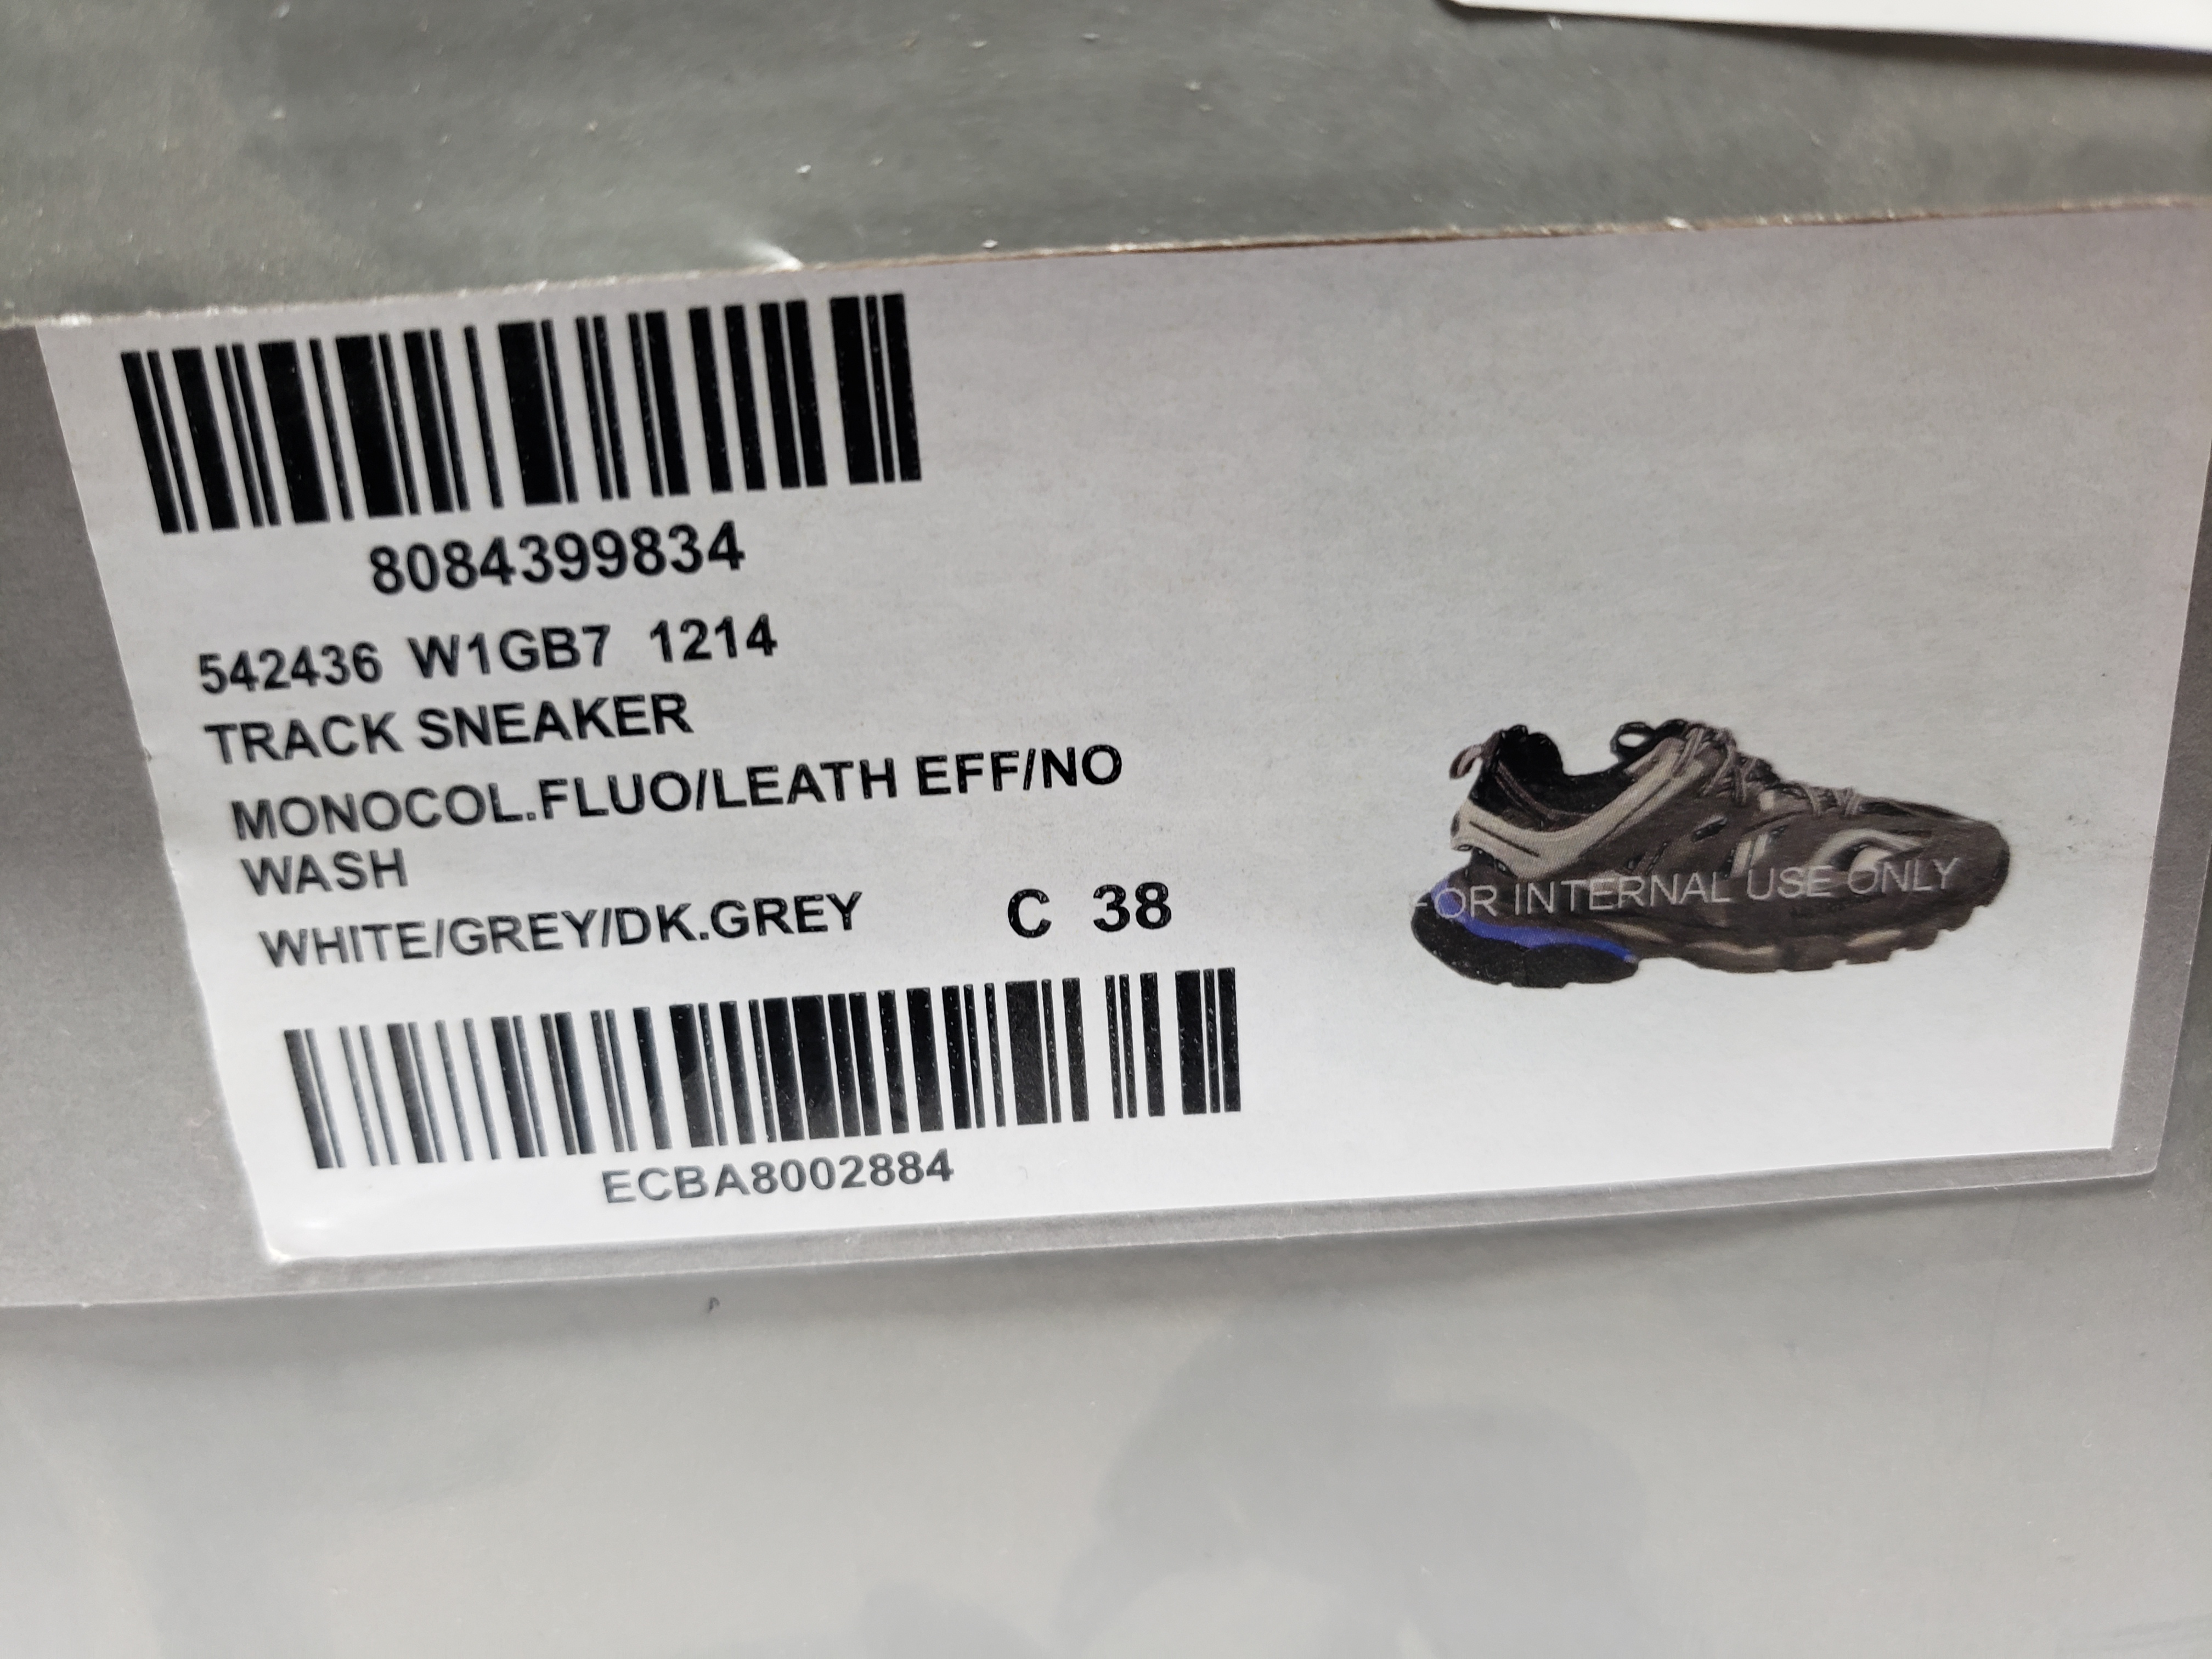 8084399834
542436 W1GB7 1214
TRACK SNEAKER
MONOCOL.FLUO/LEATH EFF/NO
WASH
WHITE/GREY/DK.GREY C 38
ECBA8002884
FOR INTERNAL USE ONLY